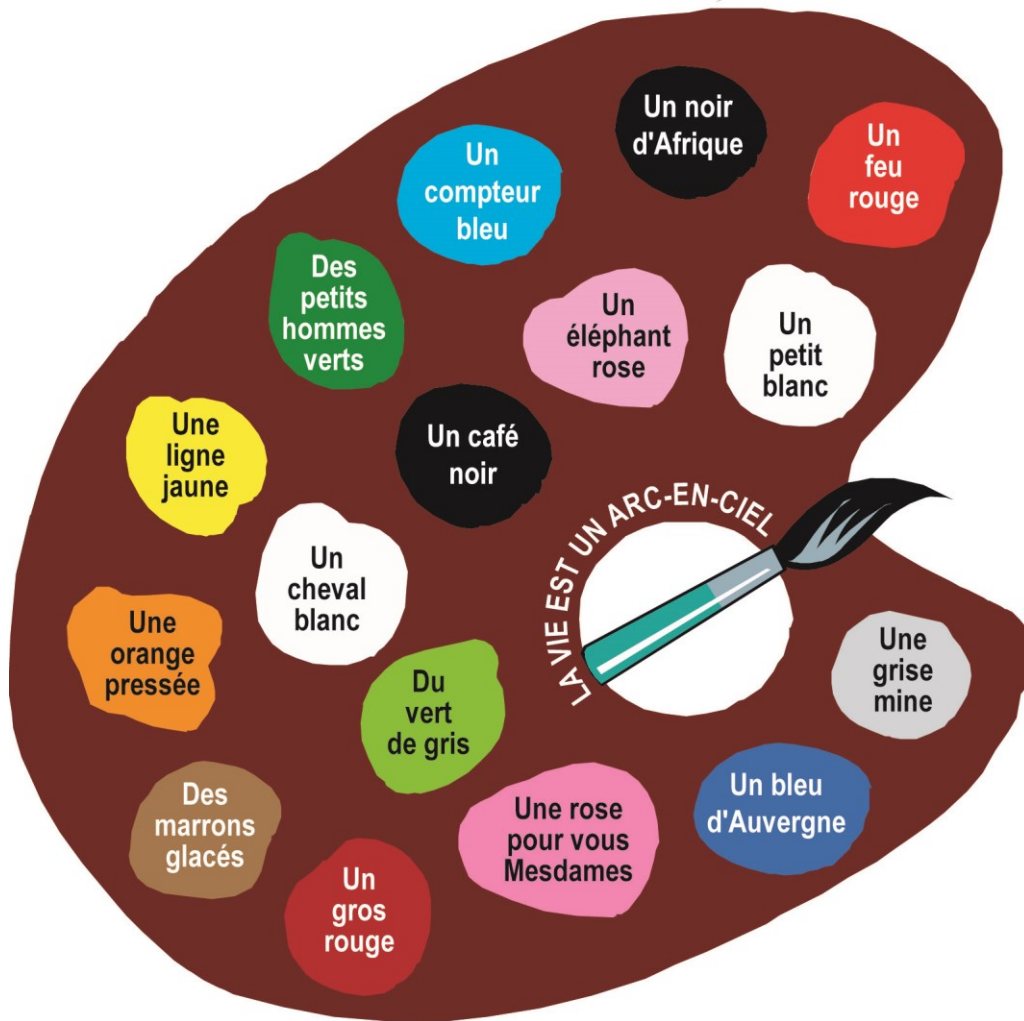 Un noir
d'Afrique
Un
feu
rouge
Un
compteur
bleu
Des
petits
hommes
verts
Un
éléphant
rose
Un
petit
blanc
Une
ligne
jaune
Un café
noir
LA VIE EST UN ARC-EN-CIEL
Un
cheval
blanc
Une
orange
pressée
Du
vert
de gris
Une
grise
mine
Des
marrons
glacés
Un
gros
rouge
Une rose
pour vous
Mesdames
Un bleu
d'Auvergne